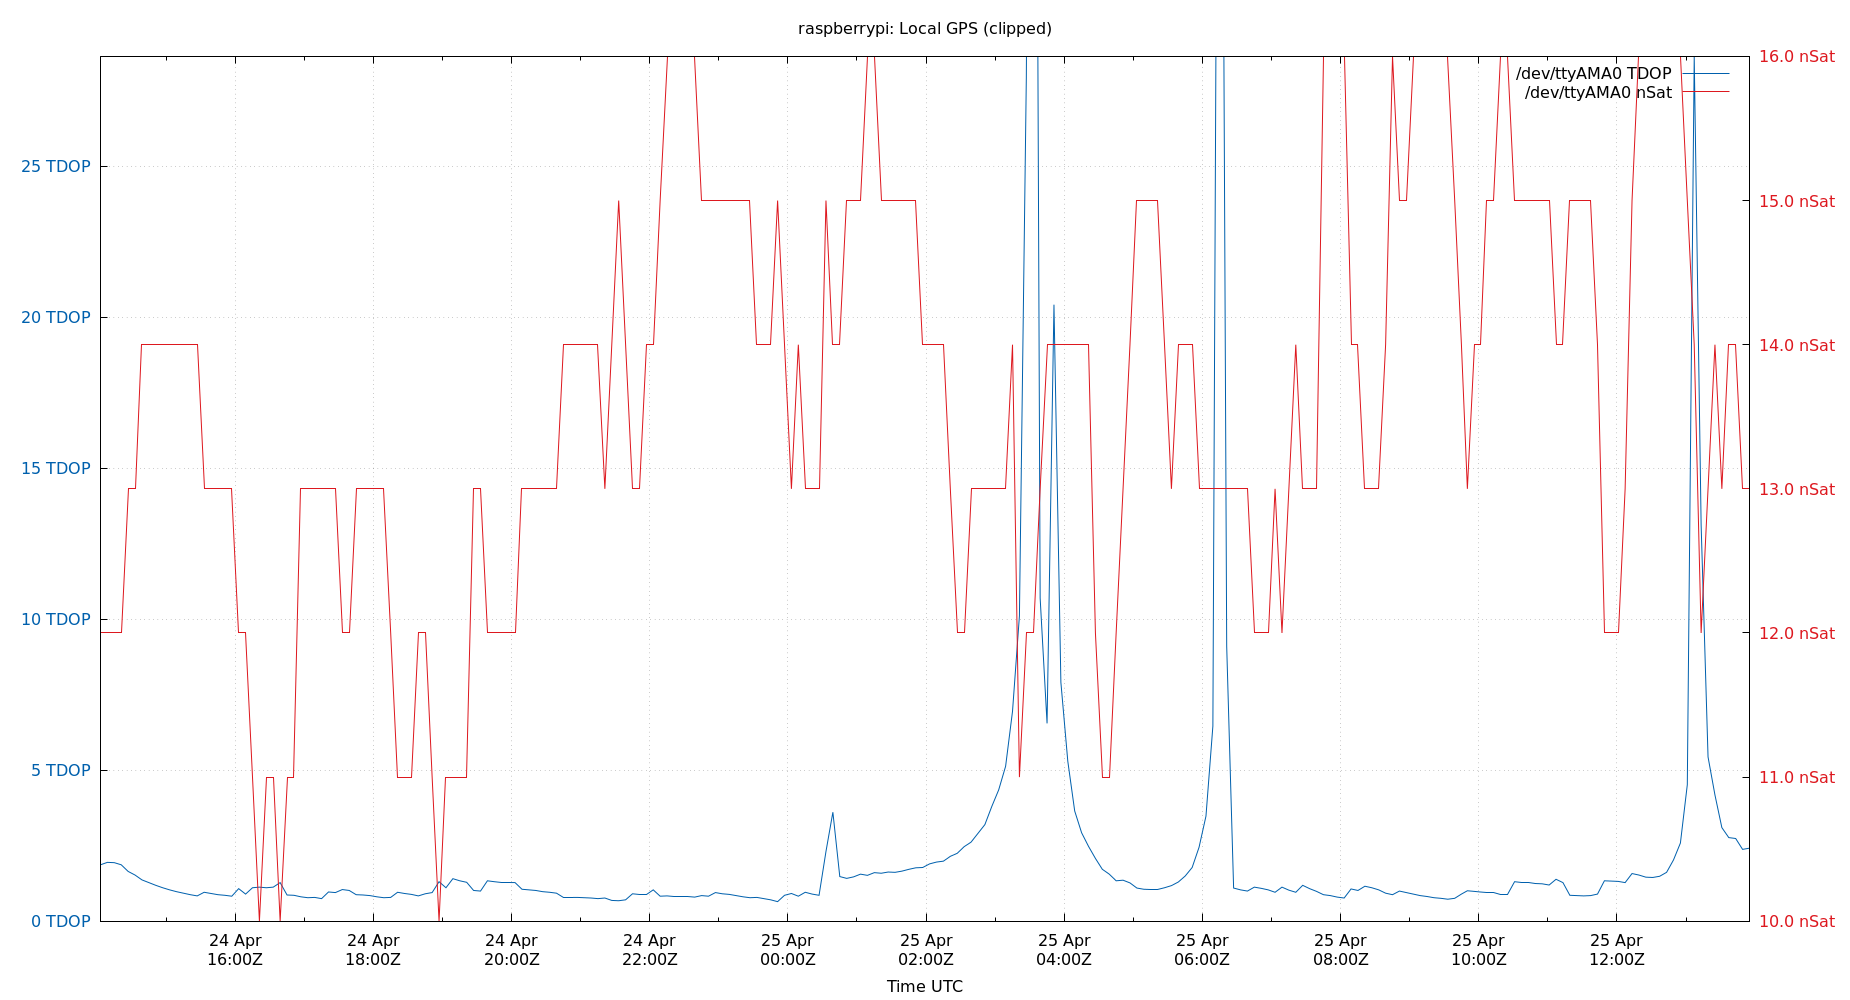 raspberrypi: Local GPS (clipped)
16.0 nSat
/dev/ttyAMA0 TDOP
/dev/ttyAMA0 nSat
25 TDOP
15.0 nSat
20 TDOP
14.0 nSat
15 TDOP
13.0 nSat
10 TDOP
12.0 nSat
5 TDOP
11.0 nSat
0 TDOP
10.0 nSat
24 Apr 24 Apr 24 Apr 24 Apr 25 Apr 25 Apr 25 Apr 25 Apr 25 Apr 25 Apr 25 Apr
16:00Z 18:00Z 20:00Z 22:00Z 00:00Z 02:00Z 04:00Z 06:00Z 08:00Z 10:00Z 12:00Z
Time UTC